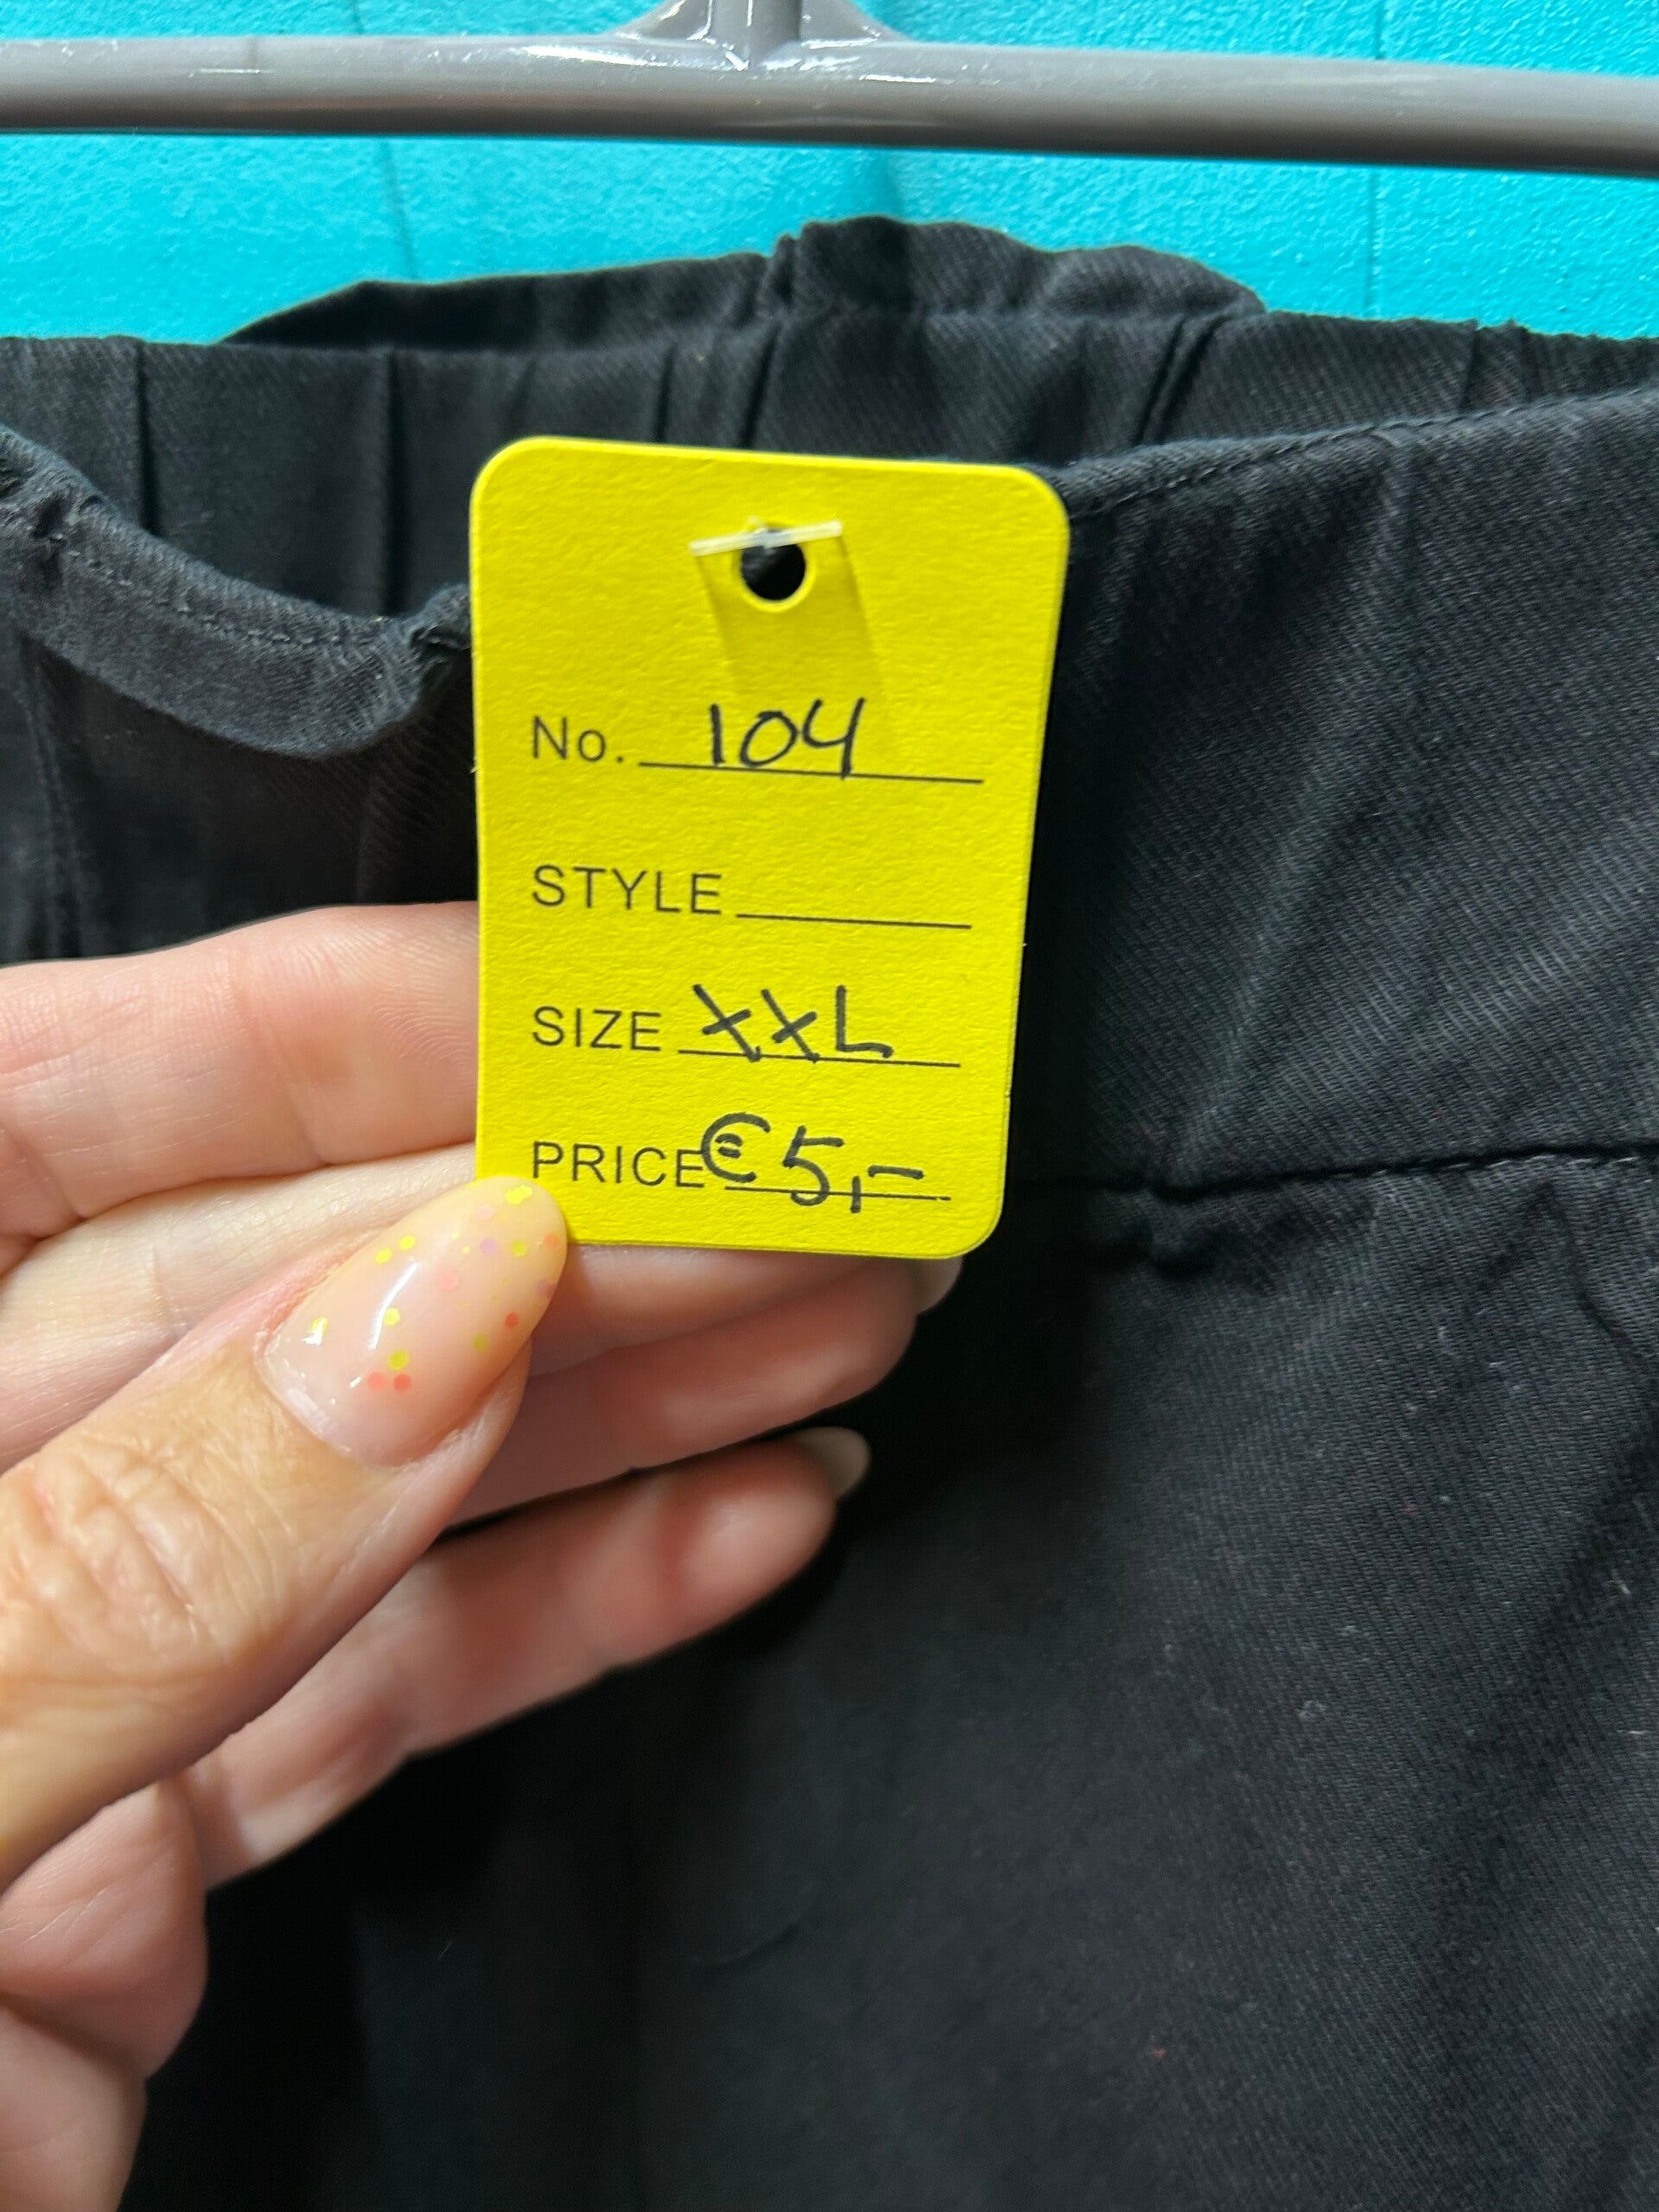 No. 104
STYLE
SIZE XXL
PRICE €5,-